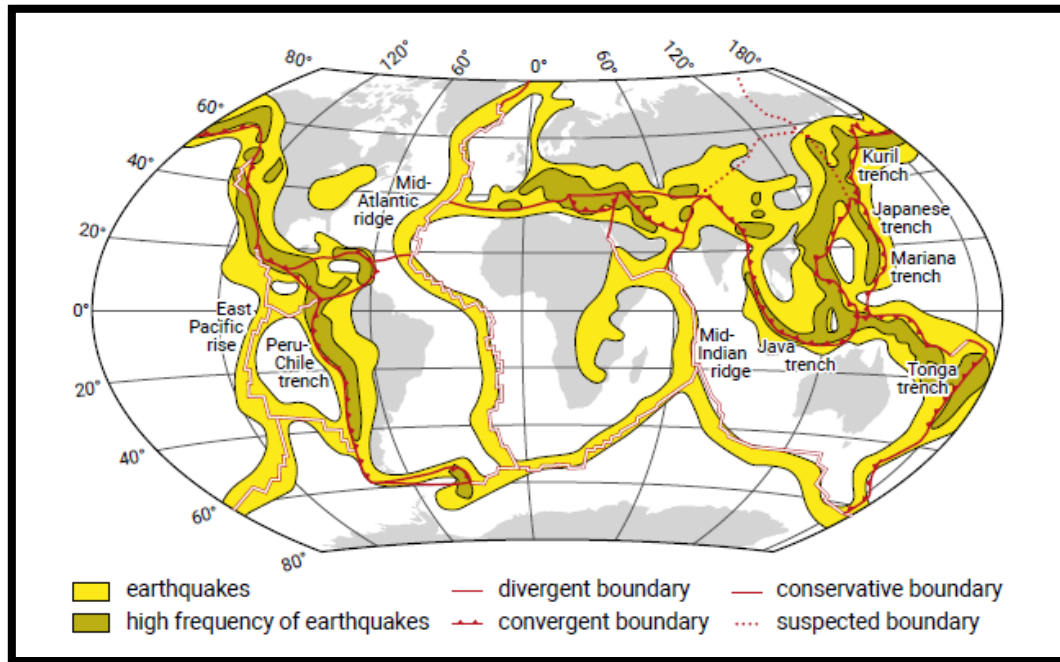 80°
120°
60°
0°
60°
120°
180°
80°
60°
40°
20°
0°
20°
40°
60°
80°
Mid-
Atlantic
ridge
Kuril
trench
Japanese
trench
Mariana
trench
East
Pacific
rise
Peru-
Chile
trench
Mid-
Indian
ridge
Java
trench
Tonga
trench
earthquakes
divergent boundary
conservative boundary
high frequency of earthquakes
convergent boundary
suspected boundary